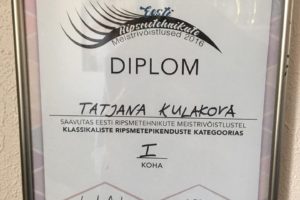 Eesti
Ripsmetehnikute
Meistrivõistlused 2016
DIPLOM
TATJANA KULAKOVA
SAAVUTAS EESTI RIPSMETEHNIKUTE MEISTRIVÕISTLUSTEL
KLASSIKALISTE RIPSMETEPIKENDUSTE KATEGOORIAS
I
KOHA